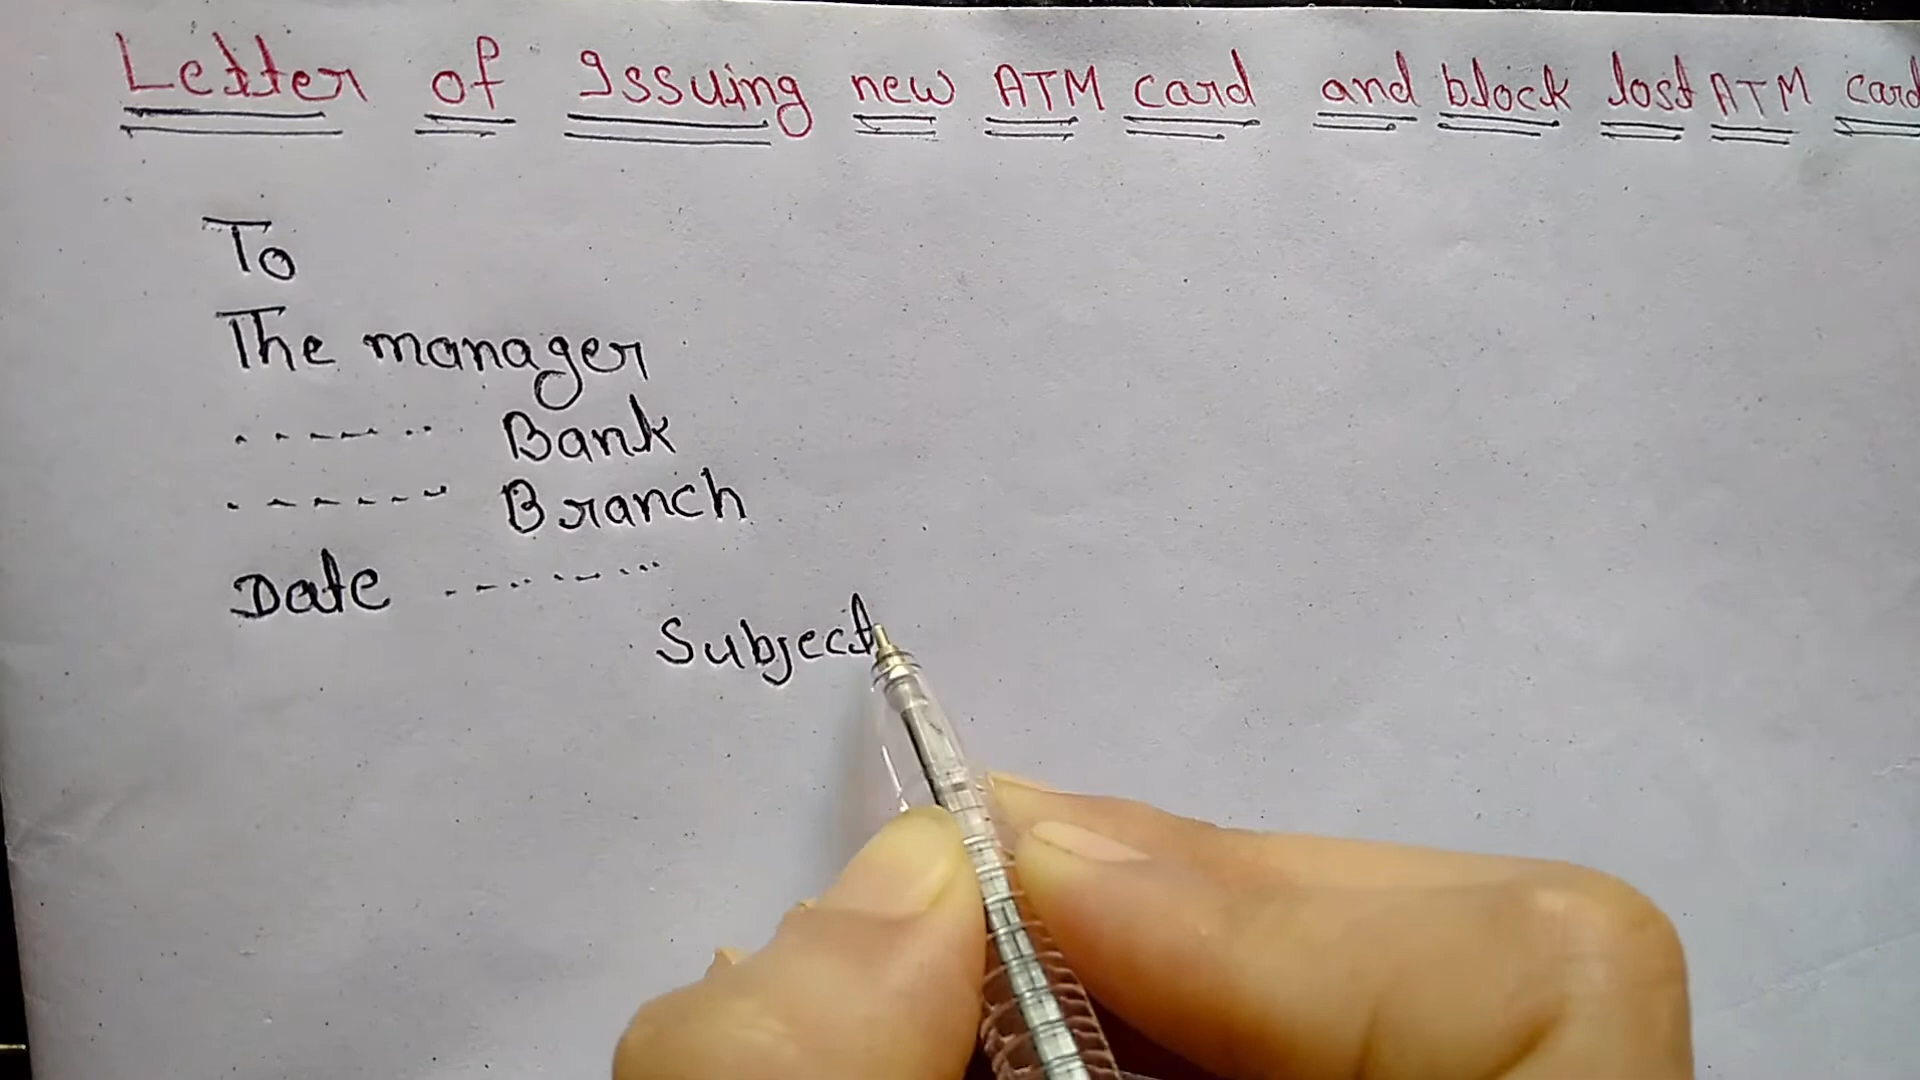 Letter of Issuing new ATM card and block lost ATM card
To
The manager
....... Bank
....... Branch
Date ..........
Subject